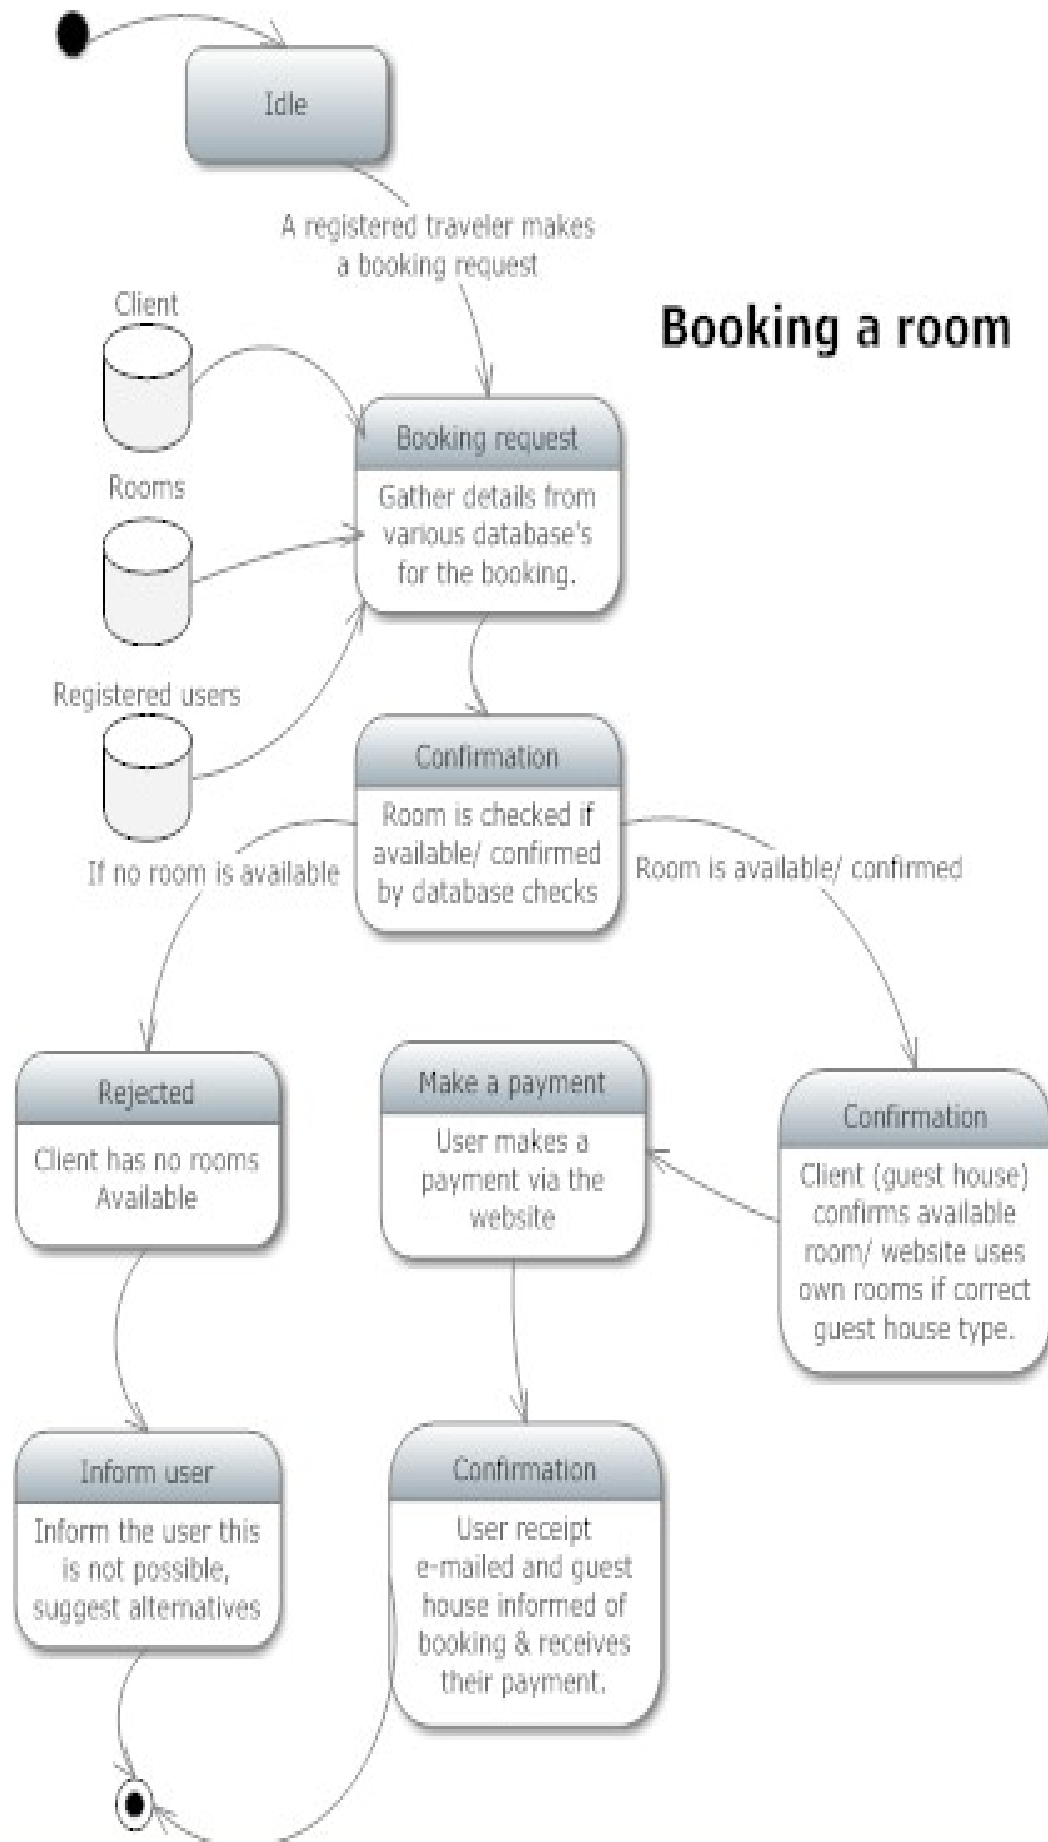 Idle
A registered traveler makes
a booking request
Booking a room
Client
Rooms
Registered users
Booking request
Gather details from
various database's
for the booking.
Confirmation
Room is checked if
available/ confirmed
by database checks
If no room is available
Room is available/ confirmed
Rejected
Client has no rooms
Available
Make a payment
User makes a
payment via the
website
Confirmation
Client (guest house)
confirms available
room/ website uses
own rooms if correct
guest house type.
Inform user
Inform the user this
is not possible,
suggest alternatives
Confirmation
User receipt
e-mailed and guest
house informed of
booking & receives
their payment.